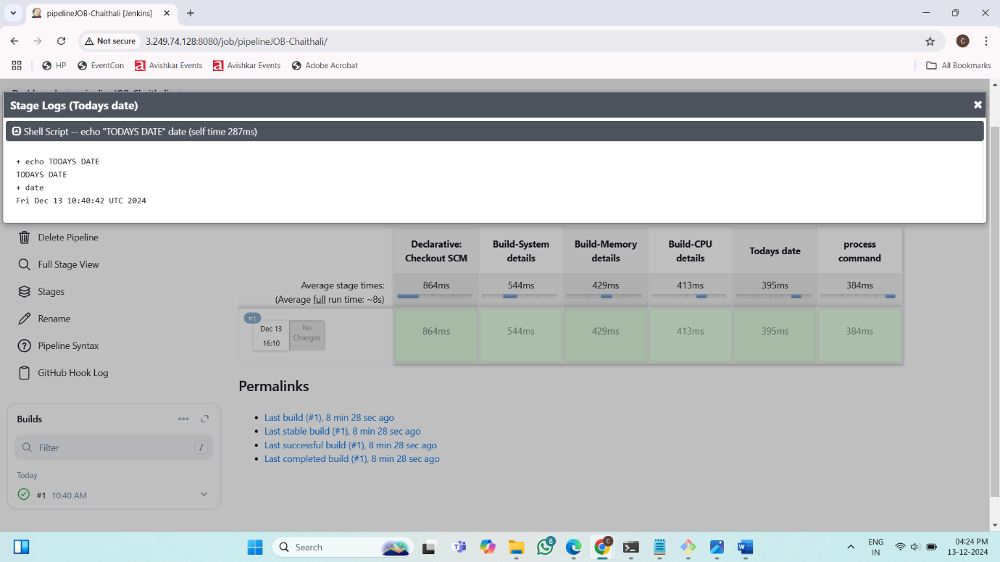 pipelineJOB-Chaithali [Jenkins]
Not secure
3.249.74.128:8080/job/pipelineJOB-Chaithali/
C
HP
EventCon
Avishkar Events
Avishkar Events
Adobe Acrobat
All Bookmarks
Stage Logs (Todays date)
Shell Script -- echo "TODAYS DATE" date (self time 287ms)
+ echo TODAYS DATE
TODAYS DATE
+ date
Fri Dec 13 10:40:42 UTC 2024
Delete Pipeline
Full Stage View
Stages
Rename
Pipeline Syntax
GitHub Hook Log
Declarative: Checkout SCM
Build-System details
Build-Memory details
Build-CPU details
Todays date
process command
Average stage times:
(Average full run time: ~8s)
864ms
544ms
429ms
413ms
395ms
384ms
#1
Dec 13
16:10
No Changes
864ms
544ms
429ms
413ms
395ms
384ms
Permalinks
Last build (#1), 8 min 28 sec ago
Last stable build (#1), 8 min 28 sec ago
Last successful build (#1), 8 min 28 sec ago
Last completed build (#1), 8 min 28 sec ago
Builds
Filter
/
Today
#1 10:40 AM
Search
8
C
ENG
IN
04:24 PM
13-12-2024